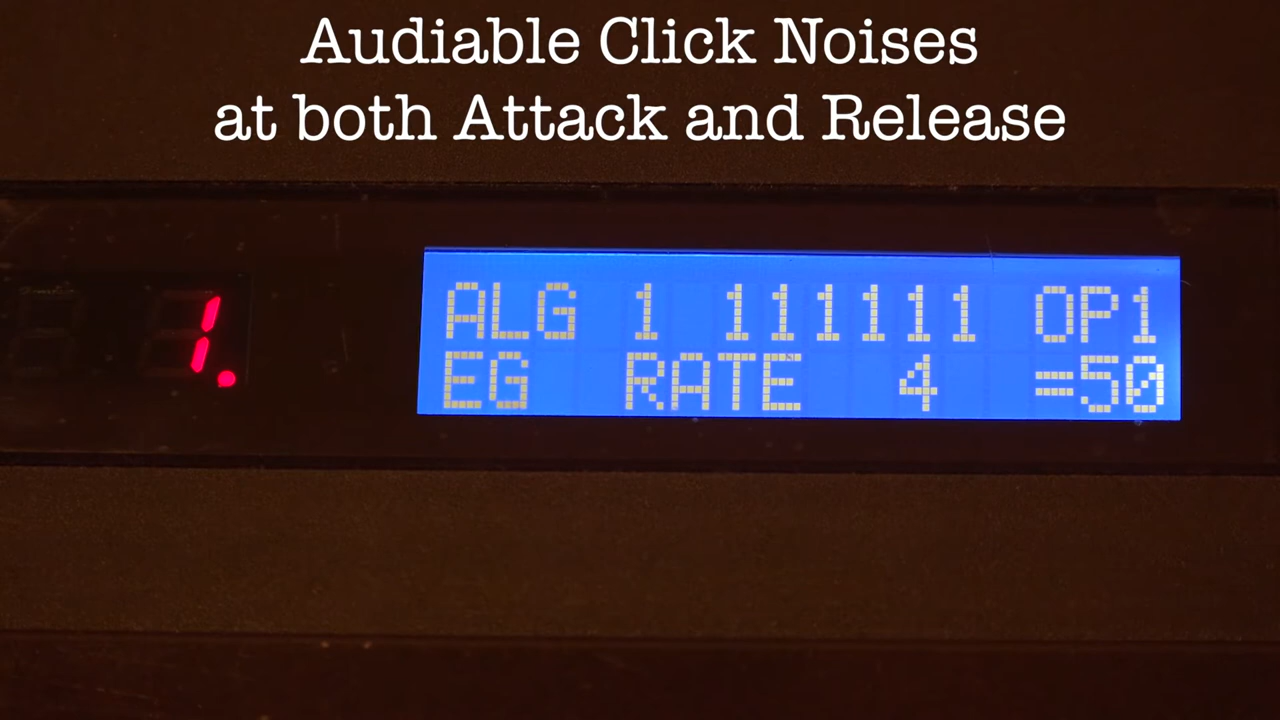 Audiable Click Noises
at both Attack and Release
1.
ALG 1 111111 OP1
EG RATE 4 =50